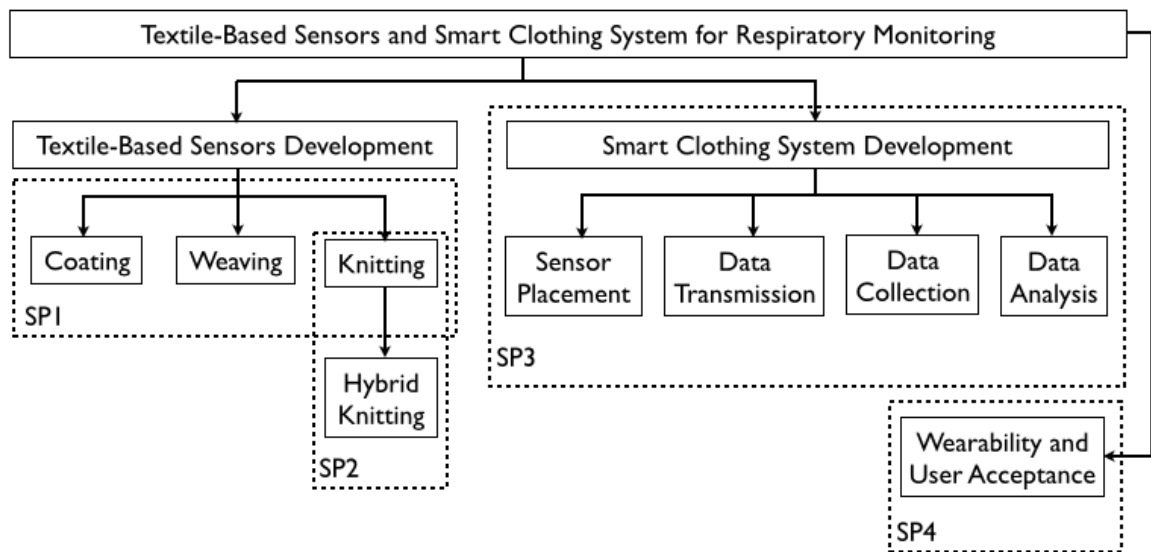 Textile-Based Sensors and Smart Clothing System for Respiratory Monitoring
Textile-Based Sensors Development
Smart Clothing System Development
Coating
Weaving
Knitting
SP1
Hybrid
Knitting
SP2
Sensor
Placement
Data
Transmission
Data
Collection
Data
Analysis
SP3
Wearability and
User Acceptance
SP4